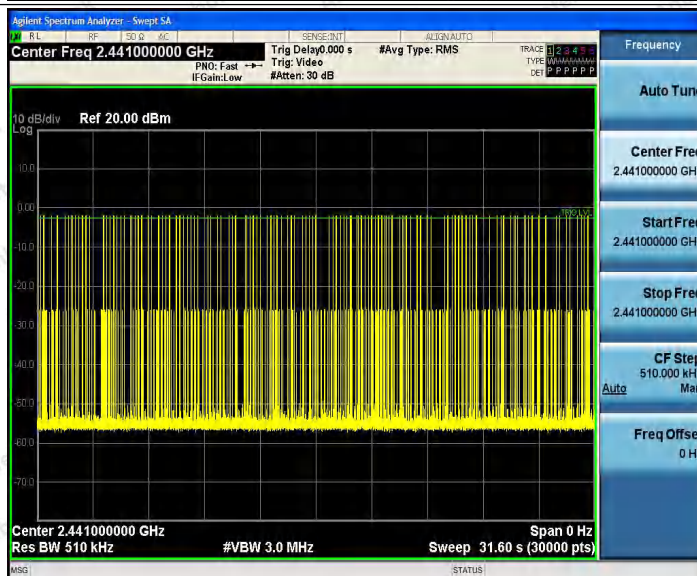 Agilent Spectrum Analyzer - Swept SA
RL RF 50 Ω AC SENSE:INT ALIGN AUTO
Center Freq 2.441000000 GHz
PNO: Fast
IFGain:Low
Trig Delay0.000 s
Trig: Video
#Atten: 30 dB
#Avg Type: RMS
TRACE 1 2 3 4 5 6
TYPE
DET P P P P P P
10 dB/div Ref 20.00 dBm
Log
10.0
0.00
TRIG LVL
-10.0
-20.0
-30.0
-40.0
-50.0
-60.0
-70.0
Center 2.441000000 GHz
Span 0 Hz
Res BW 510 kHz
#VBW 3.0 MHz
Sweep 31.60 s (30000 pts)
MSG
STATUS
Frequency
Auto Tun
Center Fre
2.441000000 GH
Start Fre
2.441000000 GH
Stop Fre
2.441000000 GH
CF Step
510.000 kH
Auto Ma
Freq Offse
0 H